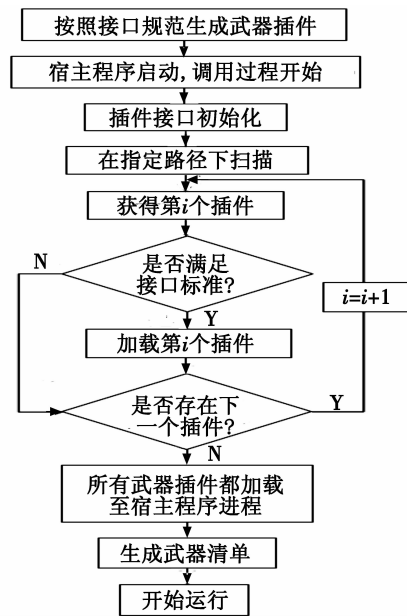 按照接口规范生成武器插件
宿主程序启动,调用过程开始
插件接口初始化
在指定路径下扫描
获得第i个插件
N
是否满足
接口标准?
i=i+1
Y
加载第i个插件
是否存在下
一个插件?
Y
N
所有武器插件都加载
至宿主程序进程
生成武器清单
开始运行